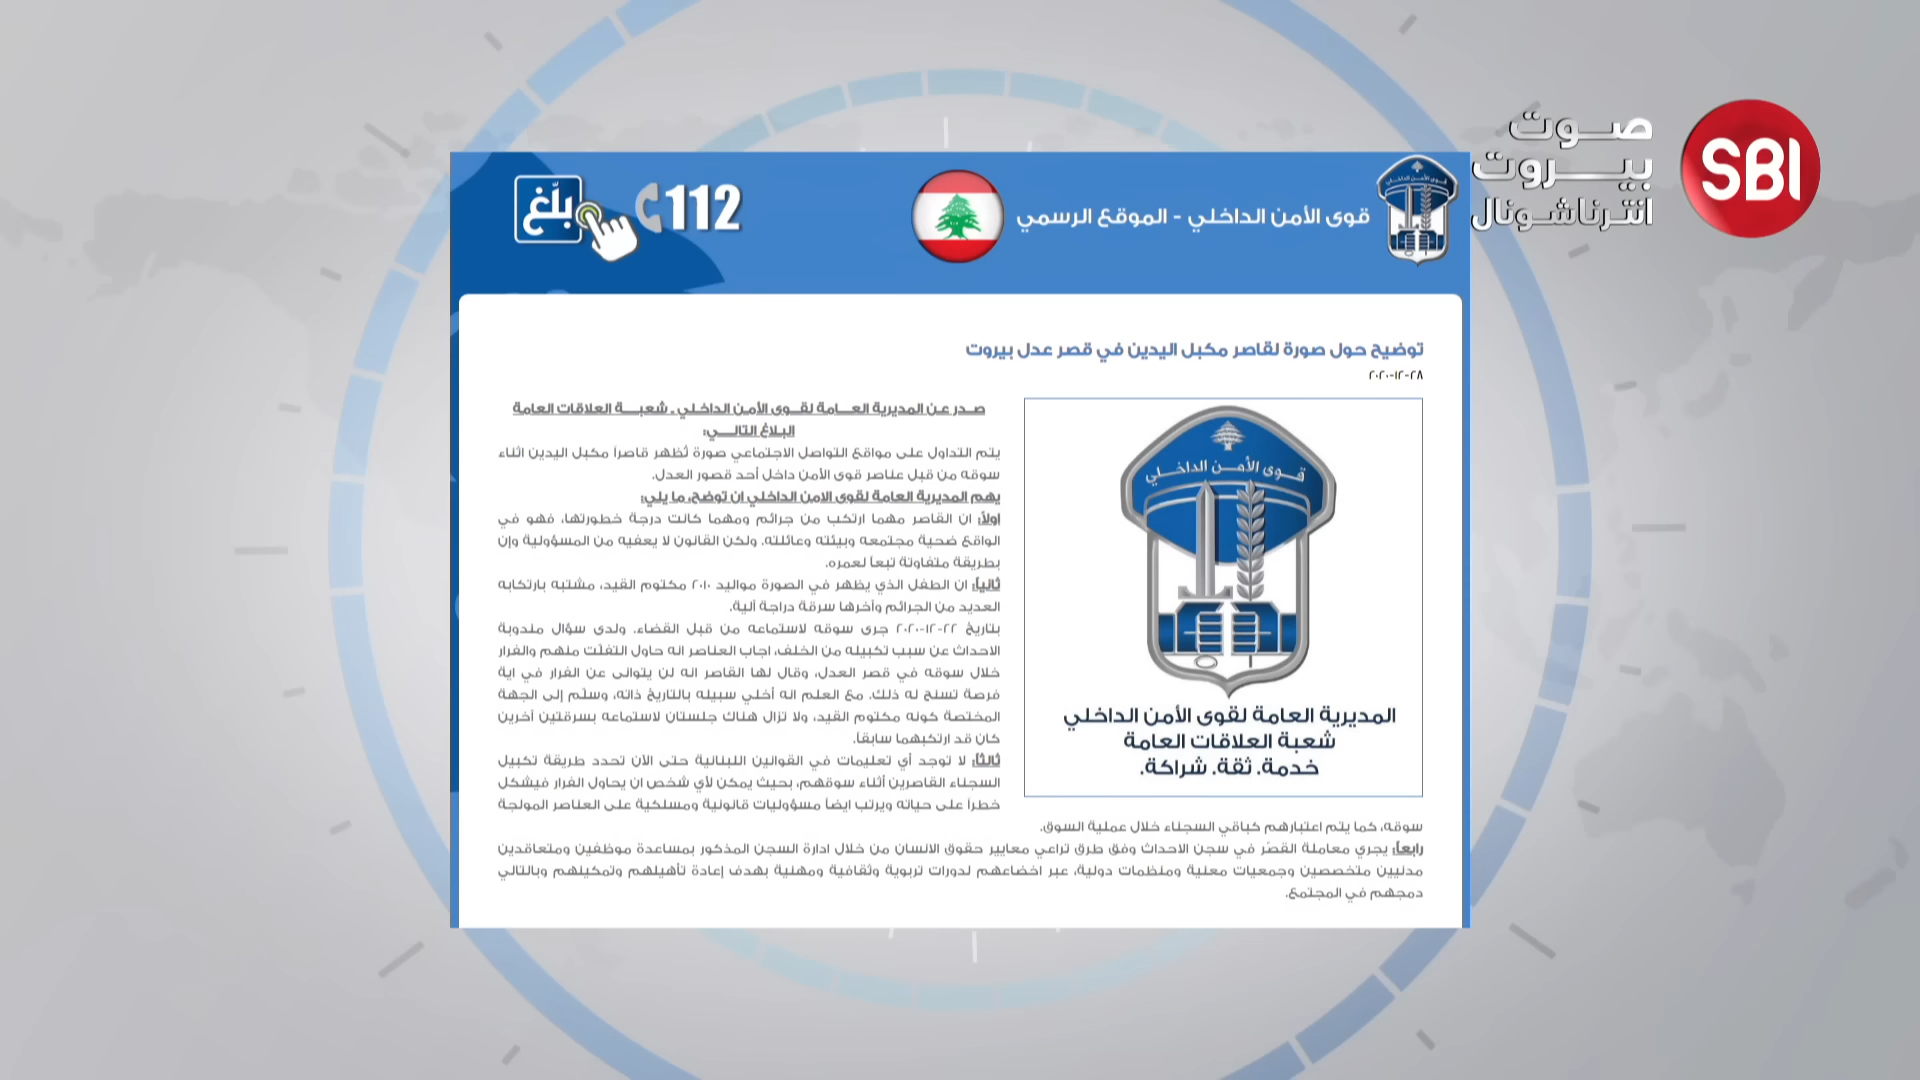 صوت
بيروت
انترناشونال
SBI
بلّغ
112
قوى الأمن الداخلي - الموقع الرسمي
توضيح حول صورة لقاصر مكبل اليدين في قصر عدل بيروت
٢٨-١٢-٢٠٢٠
صدر عن المديرية العامة لقوى الأمن الداخلي ـ شعبة العلاقات العامة
البلاغ التالي:
يتم التداول على مواقع التواصل الاجتماعي صورة تُظهر قاصراً مكبل اليدين اثناء
سوقه من قبل عناصر قوى الأمن داخل أحد قصور العدل.
يهم المديرية العامة لقوى الامن الداخلي ان توضح، ما يلي:
اولاً: ان القاصر مهما ارتكب من جرائم ومهما كانت درجة خطورتها، فهو في
الواقع ضحية مجتمعه وبيئته وعائلته. ولكن القانون لا يعفيه من المسؤولية وإن
بطريقة متفاوتة تبعاً لعمره.
ثانياً: ان الطفل الذي يظهر في الصورة مواليد ٢٠١٠ مكتوم القيد، مشتبه بارتكابه
العديد من الجرائم وآخرها سرقة دراجة آلية.
بتاريخ ٢٢-١٢-٢٠٢٠ جرى سوقه لاستماعه من قبل القضاء. ولدى سؤال مندوبة
الاحداث عن سبب تكبيله من الخلف، اجاب العناصر انه حاول التفلّت منهم والفرار
خلال سوقه في قصر العدل، وقال لها القاصر انه لن يتوانى عن الفرار في اية
فرصة تسنح له ذلك. مع العلم انه أخلي سبيله بالتاريخ ذاته، وسلّم إلى الجهة
المختصة كونه مكتوم القيد، ولا تزال هناك جلستان لاستماعه بسرقتين أخرين
كان قد ارتكبهما سابقاً.
ثالثاً: لا توجد أي تعليمات في القوانين اللبنانية حتى الآن تحدد طريقة تكبيل
السجناء القاصرين أثناء سوقهم، بحيث يمكن لأي شخص ان يحاول الفرار فيشكل
خطراً على حياته ويرتب ايضاً مسؤوليات قانونية ومسلكية على العناصر المولجة
سوقه، كما يتم اعتبارهم كباقي السجناء خلال عملية السوق.
رابعاً: يجري معاملة القصّر في سجن الاحداث وفق طرق تراعي معايير حقوق الانسان من خلال ادارة السجن المذكور بمساعدة موظفين ومتعاقدين
مدنيين متخصصين وجمعيات معنية ومنظمات دولية، عبر اخضاعهم لدورات تربوية وثقافية ومهنية بهدف إعادة تأهيلهم وتمكينهم وبالتالي
دمجهم في المجتمع.
قوى الأمن الداخلي
المديرية العامة لقوى الأمن الداخلي
شعبة العلاقات العامة
خدمة. ثقة. شراكة.